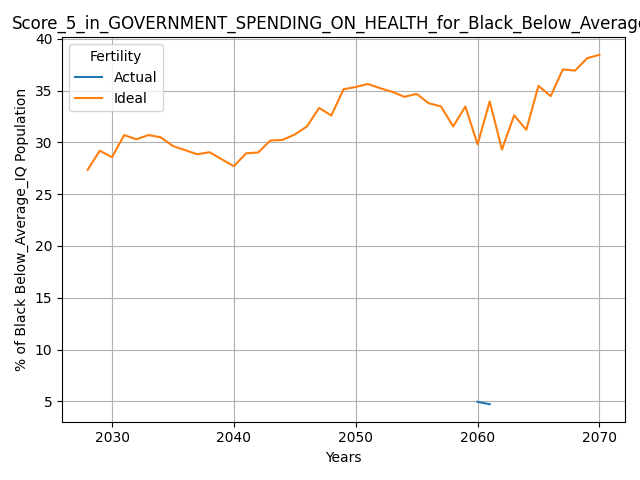 Score_5_in_GOVERNMENT_SPENDING_ON_HEALTH_for_Black_Below_Average
40
35
30
25
20
15
10
5
% of Black Below_Average_IQ Population
Fertility
Actual
Ideal
2030 2040 2050 2060 2070
Years